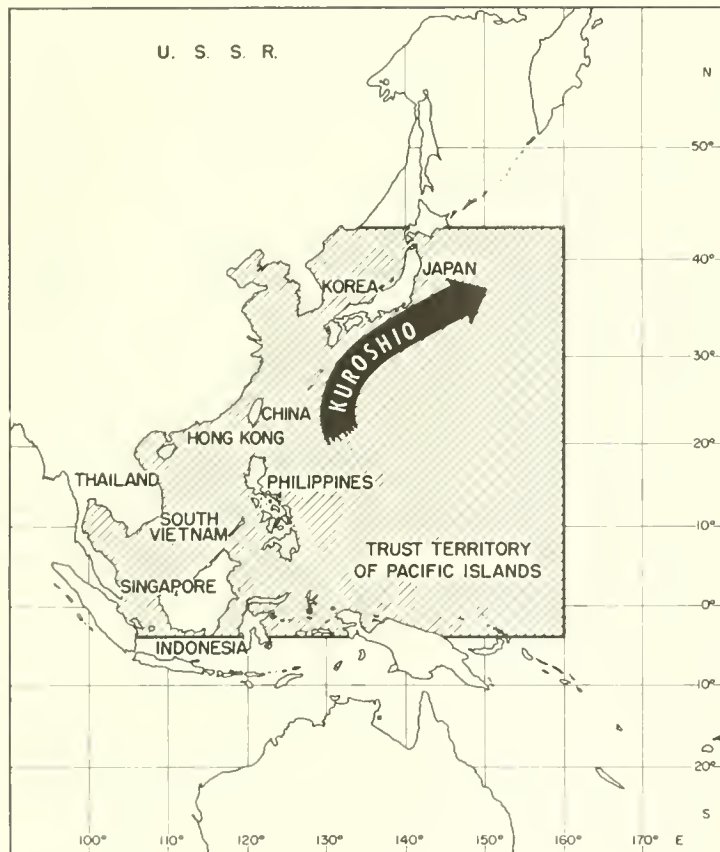 U. S. S. R.
N
50°
40°
KOREA
JAPAN
KUROSHIO
30°
CHINA
HONG KONG
20°
THAILAND
PHILIPPINES
SOUTH
VIETNAM
10°
TRUST TERRITORY
OF PACIFIC ISLANDS
SINGAPORE
0°
INDONESIA
10°
20°
S
100°
110°
120°
130°
140°
150°
160°
170°
E